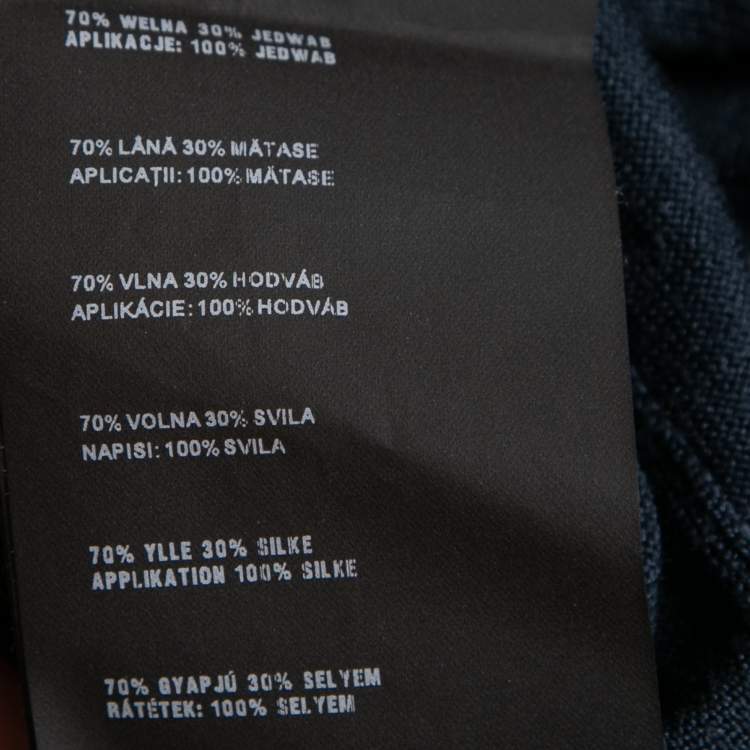 70% WELNA 30% JEDWAB
APLIKACJE: 100% JEDWAB
70% LÂNĂ 30% MĂTASE
APLICAȚII: 100% MĂTASE
70% VLNA 30% HODVÁB
APLIKÁCIE: 100% HODVÁB
70% VOLNA 30% SVILA
NAPISI: 100% SVILA
70% YLLE 30% SILKE
APPLIKATION 100% SILKE
70% GYAPJÚ 30% SELYEM
RÁTÉTEK: 100% SELYEM